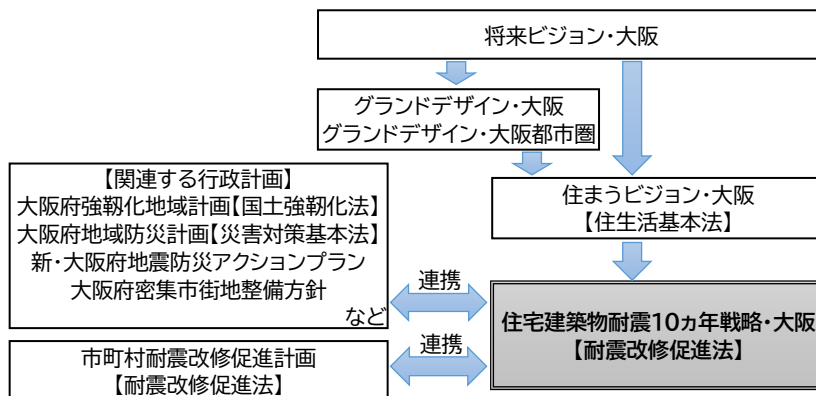 将来ビジョン・大阪
グランドデザイン・大阪
グランドデザイン・大阪都市圏
【関連する行政計画】
大阪府強靱化地域計画【国土強靱化法】
大阪府地域防災計画【災害対策基本法】
新・大阪府地震防災アクションプラン
大阪府密集市街地整備方針
など
住まうビジョン・大阪
【住生活基本法】
連携
住宅建築物耐震10ヵ年戦略・大阪
【耐震改修促進法】
市町村耐震改修促進計画
【耐震改修促進法】
連携